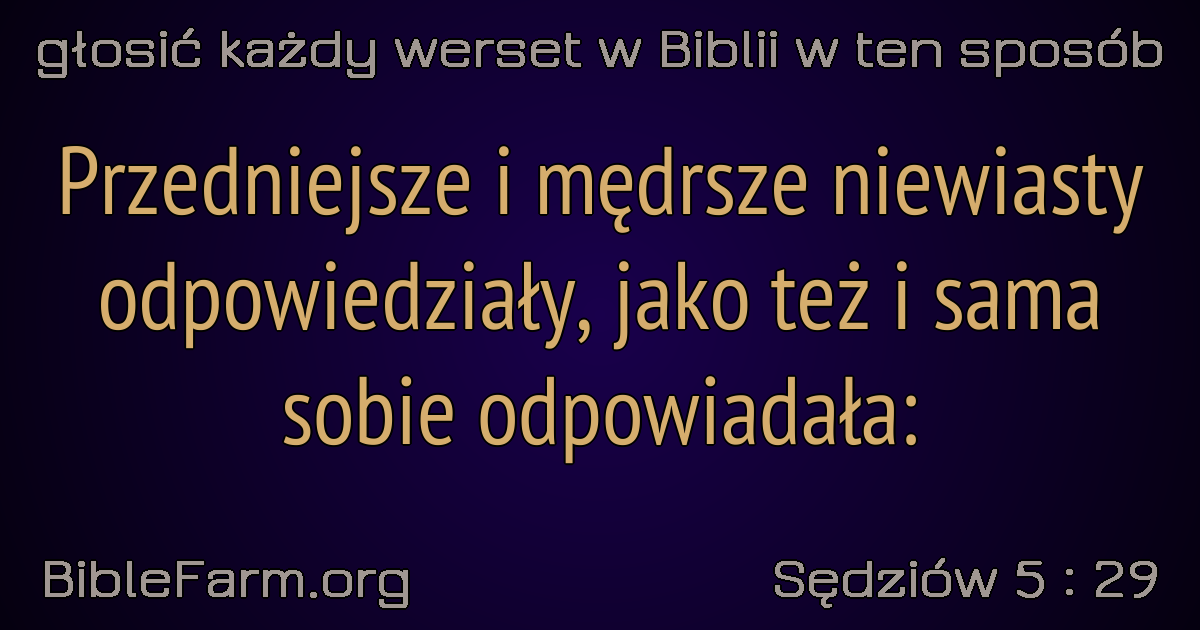 głosić każdy werset w Biblii w ten sposób
Przedniejsze i mędrsze niewiasty
odpowiedziały, jako też i sama
sobie odpowiadała:
BibleFarm.org
Sędziów 5 : 29